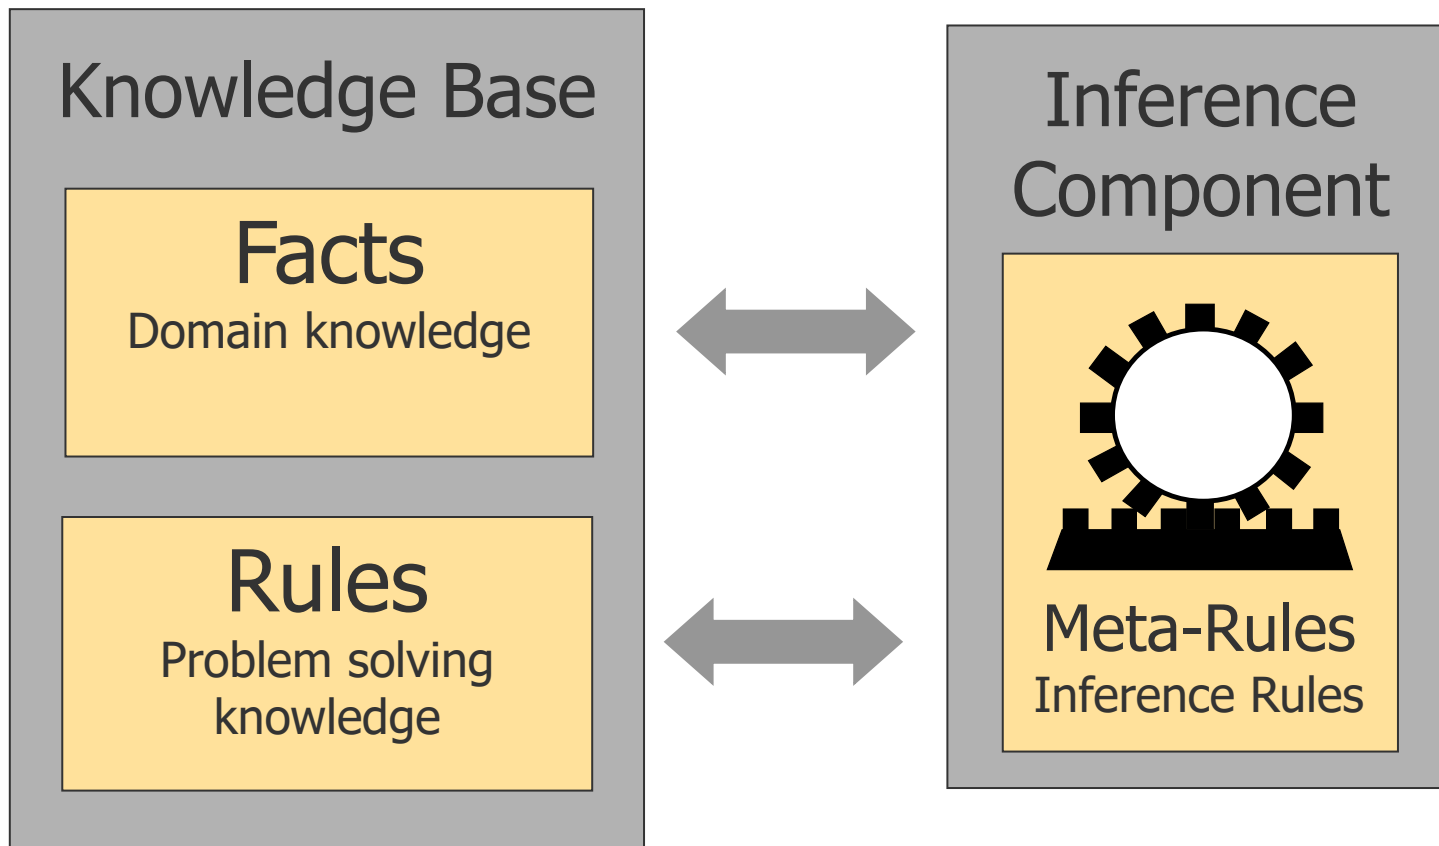 Knowledge Base
Facts
Domain knowledge
Rules
Problem solving
knowledge
Inference
Component
Meta-Rules
Inference Rules